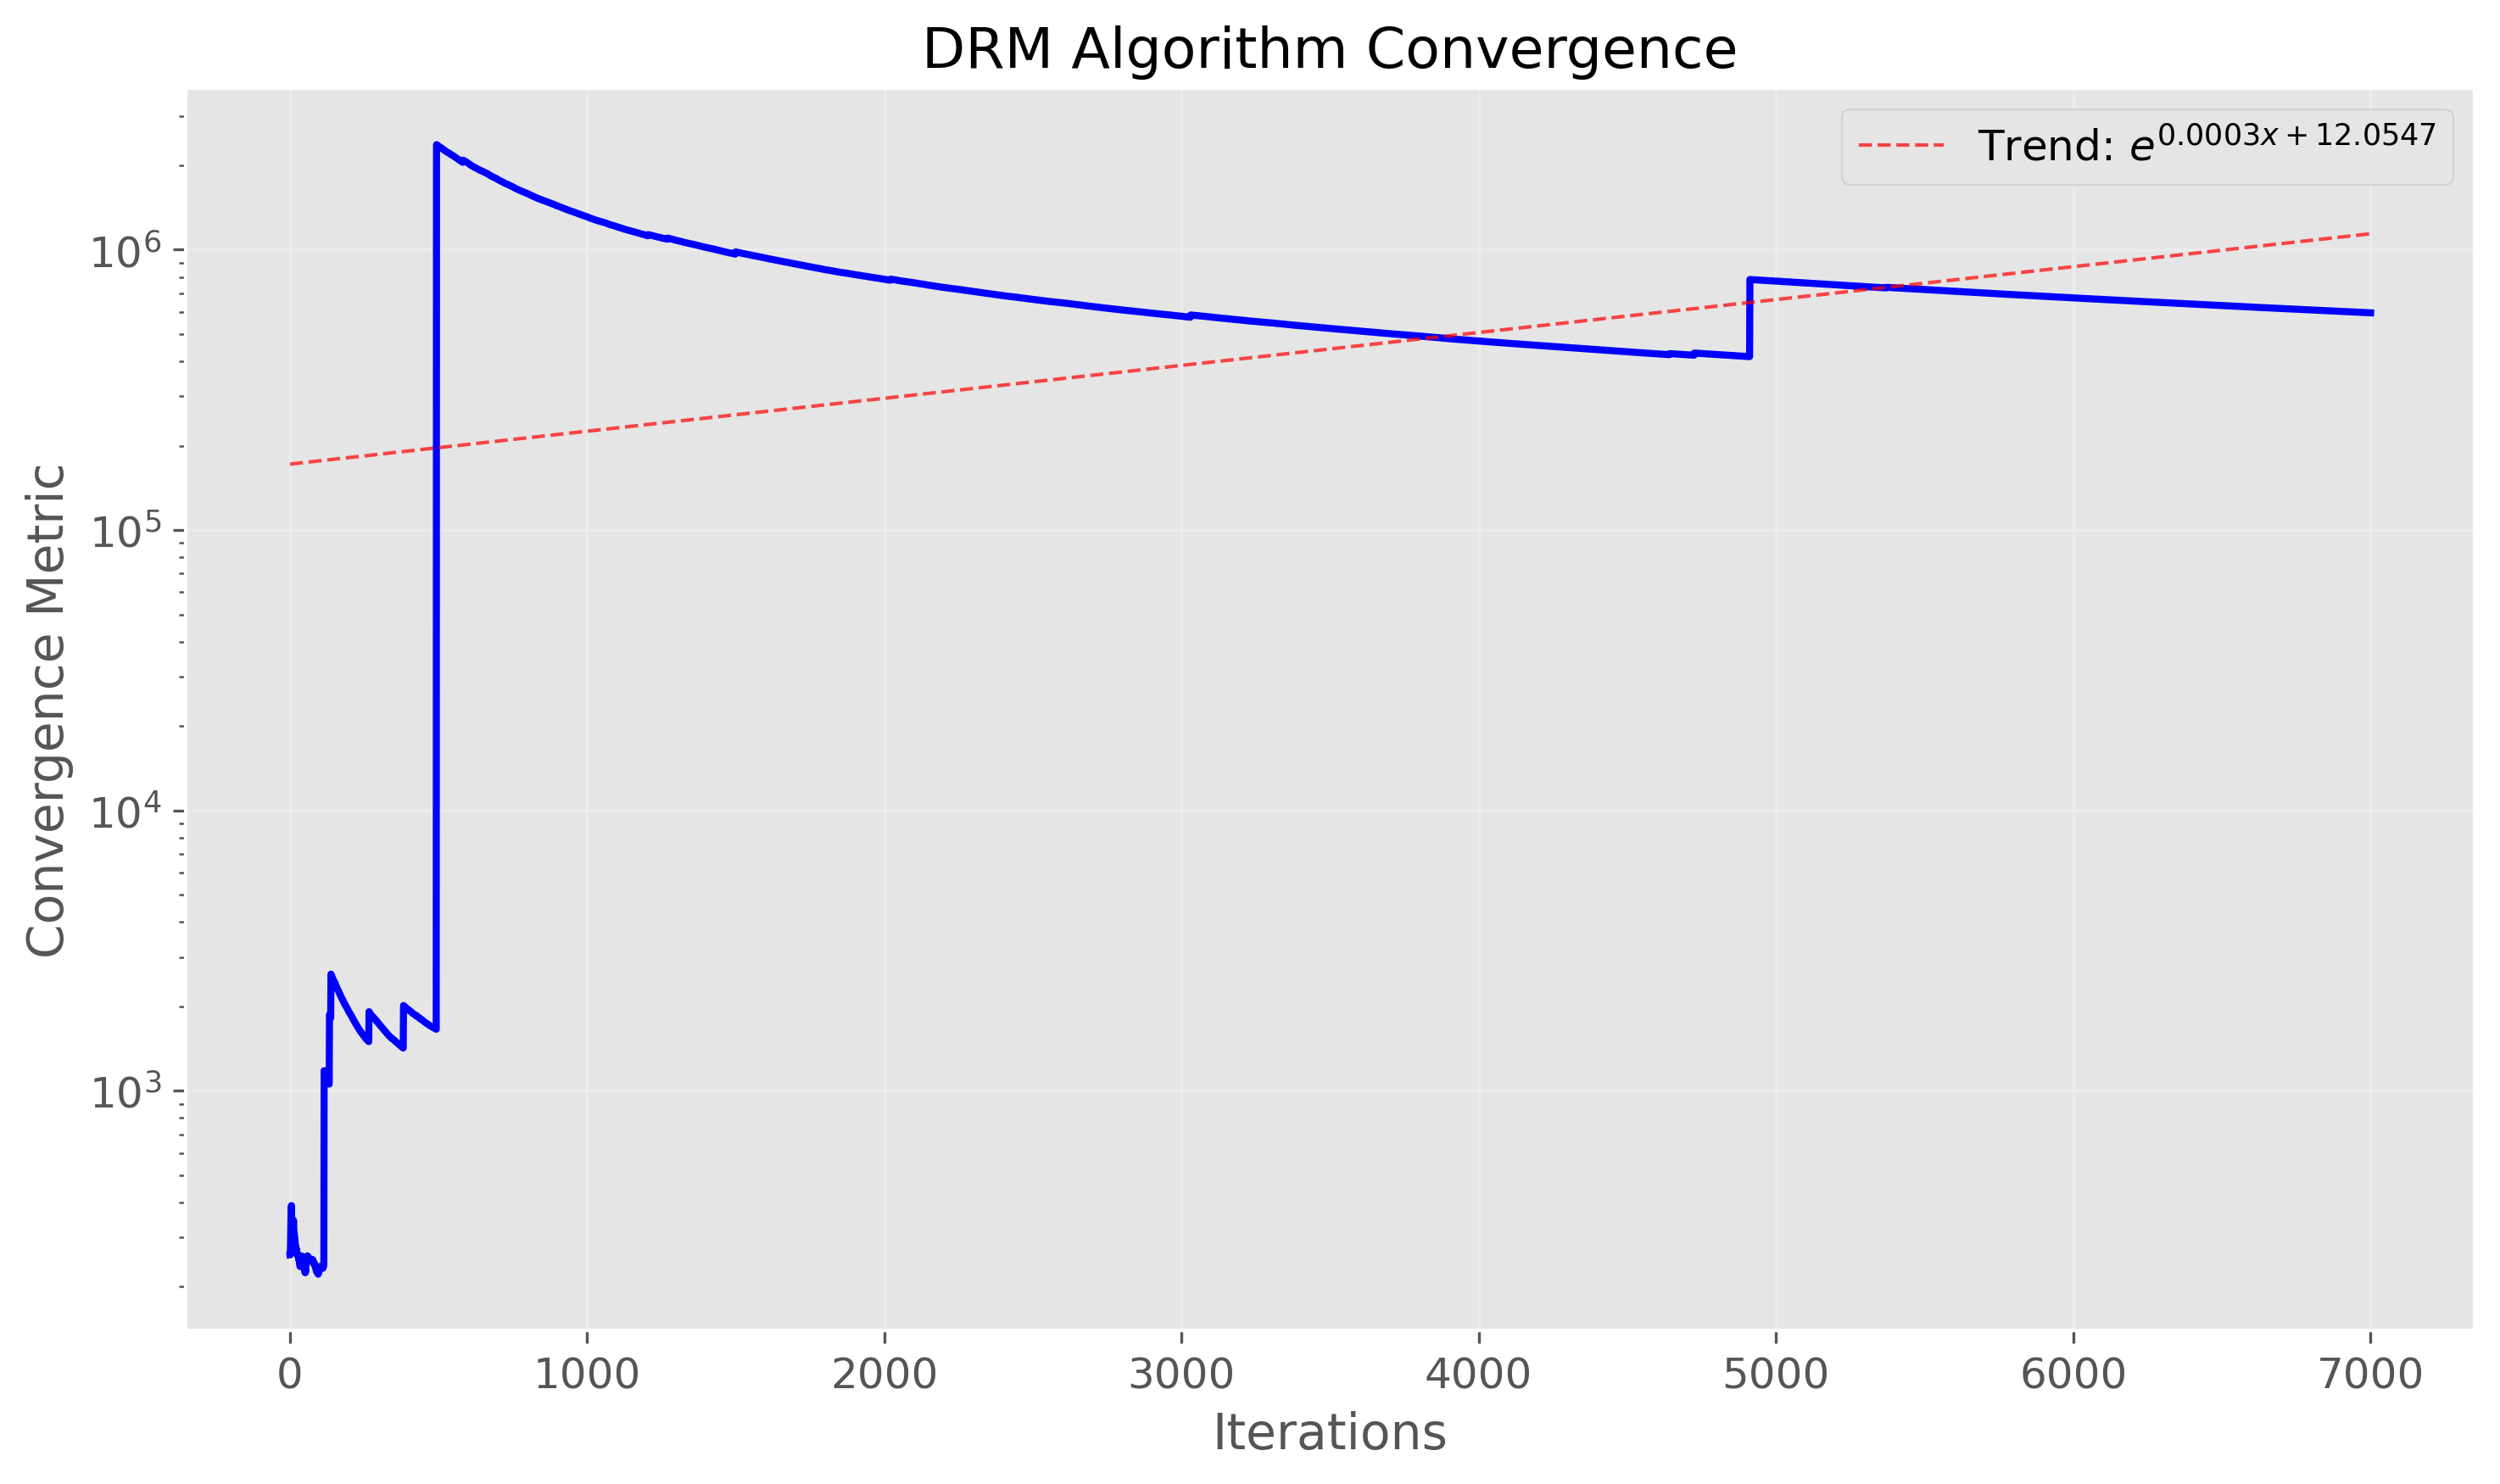 DRM Algorithm Convergence
Trend: e^{0.0003x + 12.0547}
Convergence Metric
10^6
10^5
10^4
10^3
0 1000 2000 3000 4000 5000 6000 7000
Iterations